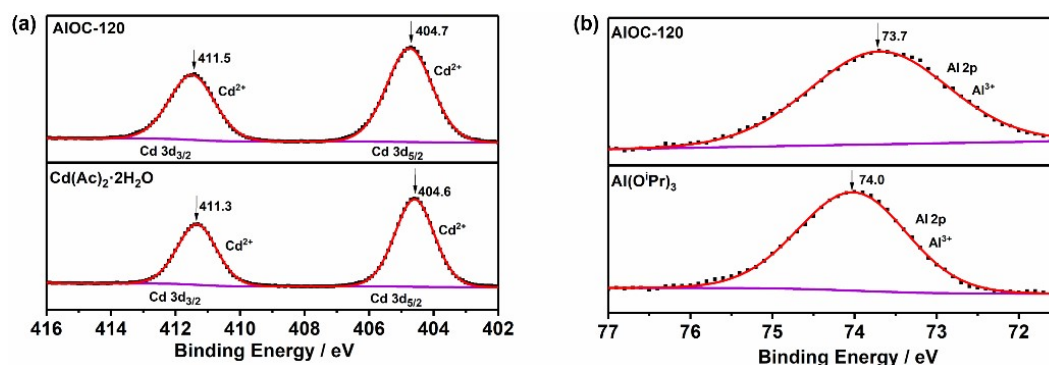 (a)
AlOC-120
411.5
Cd²⁺
404.7
Cd²⁺
Cd 3d₃/₂
Cd 3d₅/₂
Cd(Ac)₂·2H₂O
411.3
Cd²⁺
404.6
Cd²⁺
Cd 3d₃/₂
Cd 3d₅/₂
416 414 412 410 408 406 404 402
Binding Energy / eV
(b)
AlOC-120
73.7
Al 2p
Al³⁺
Al(OⁱPr)₃
74.0
Al 2p
Al³⁺
77 76 75 74 73 72
Binding Energy / eV